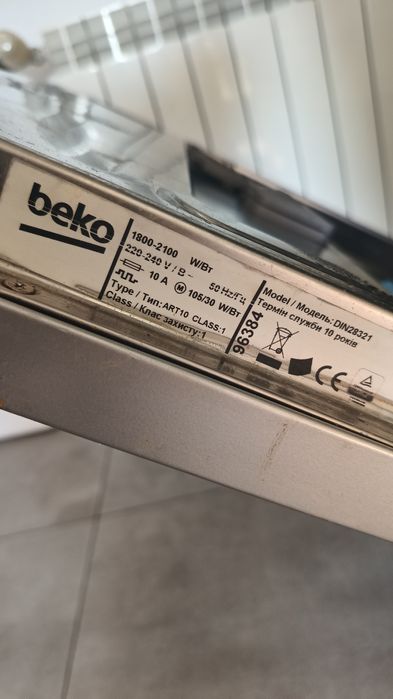 beko
1800-2100 W/Вт
220-240 V / В ~ 50 Hz/Гц
10 A M 105/30 W/Вт
Type / Тип:ART10 CLASS:1
Class / Клас захисту:1
96384
Model / Модель: DIN28321
Термін служби 10 років
CE